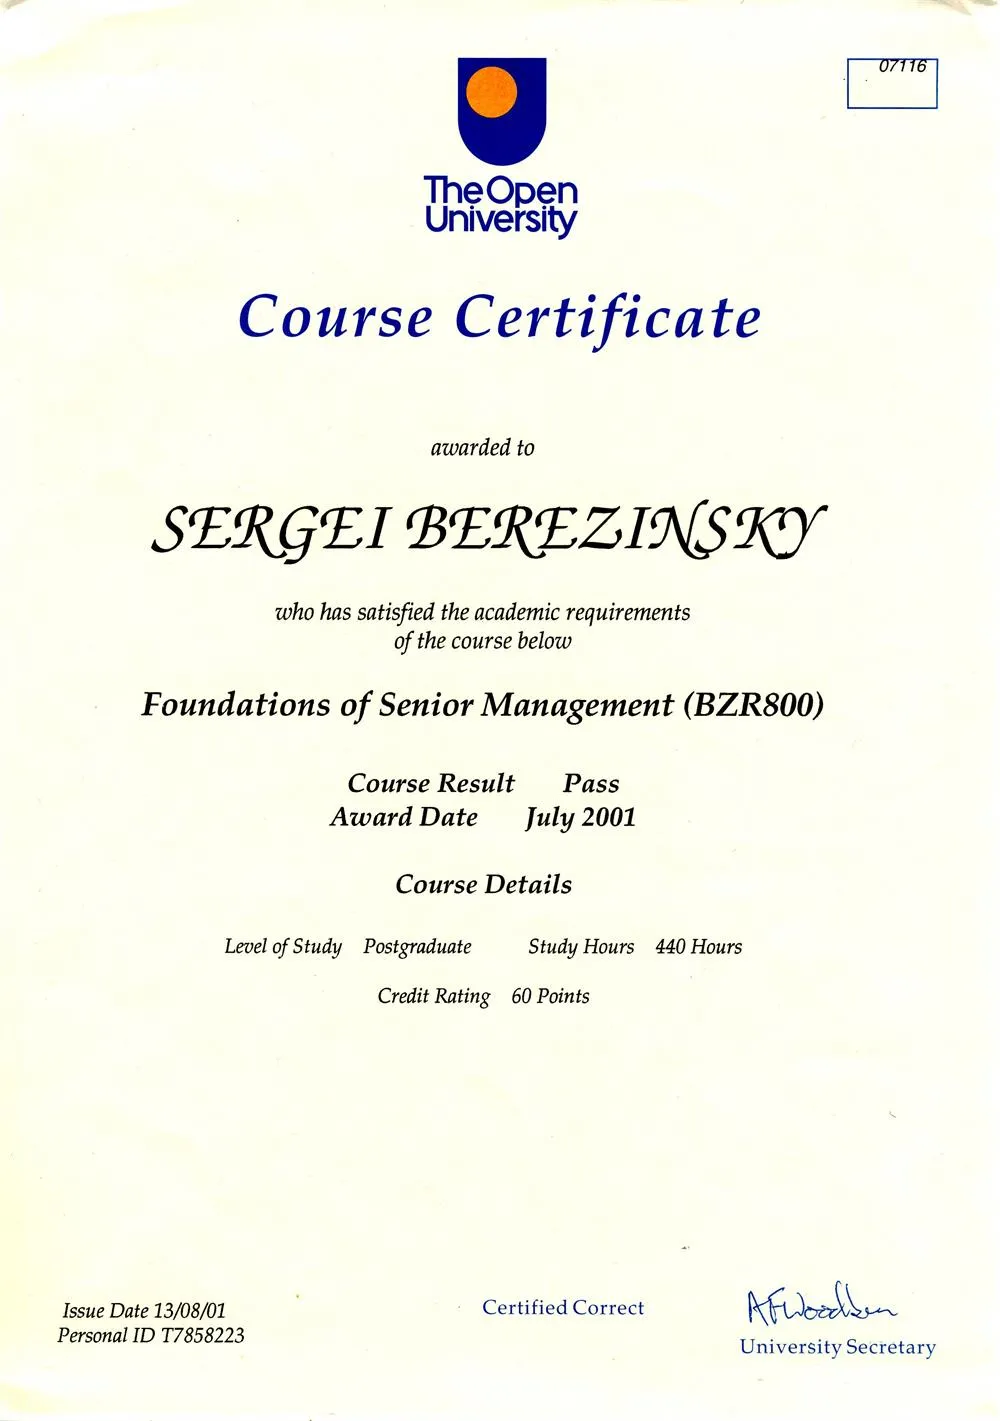 07116
The Open
University
Course Certificate
awarded to
SERGEI BEREZINSKY
who has satisfied the academic requirements
of the course below
Foundations of Senior Management (BZR800)
Course Result Pass
Award Date July 2001
Course Details
Level of Study Postgraduate Study Hours 440 Hours
Credit Rating 60 Points
Issue Date 13/08/01
Personal ID T7858223
Certified Correct
University Secretary